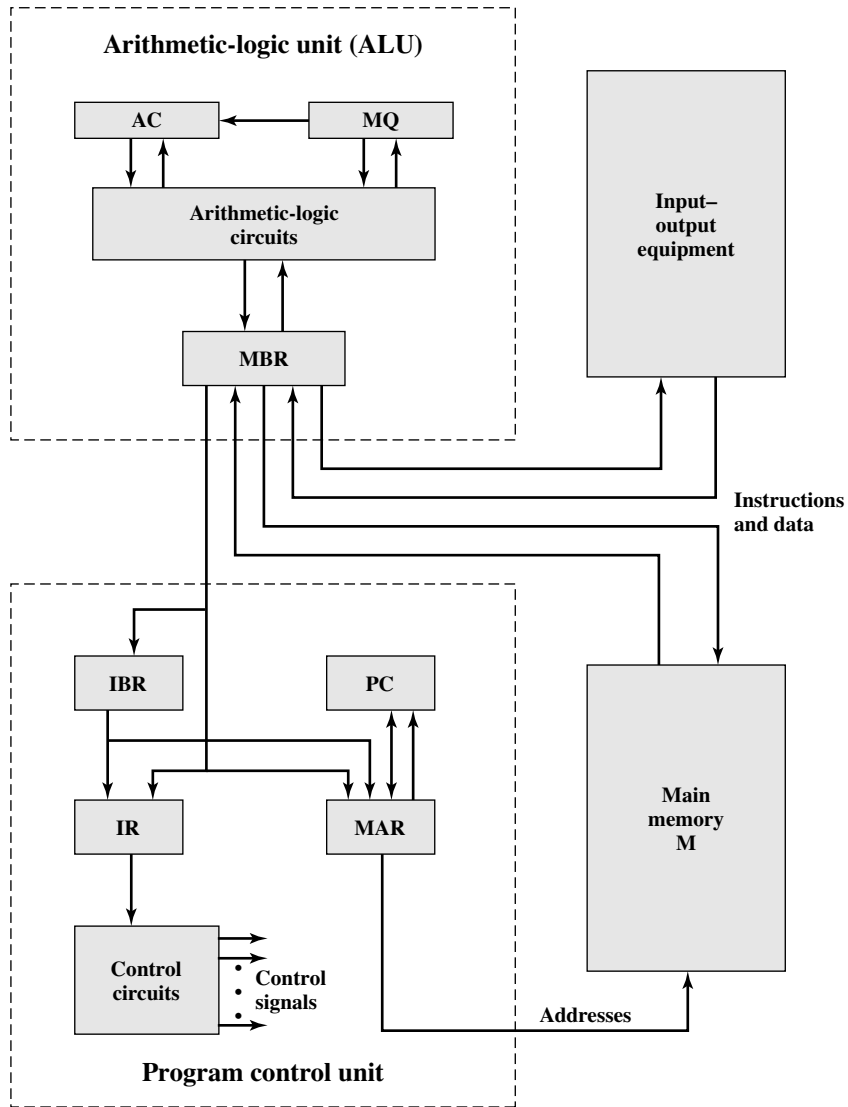 Arithmetic-logic unit (ALU)
AC
MQ
Arithmetic-logic
circuits
MBR
Input–
output
equipment
Instructions
and data
IBR
PC
IR
MAR
Main
memory
M
Control
circuits
Control
signals
Addresses
Program control unit